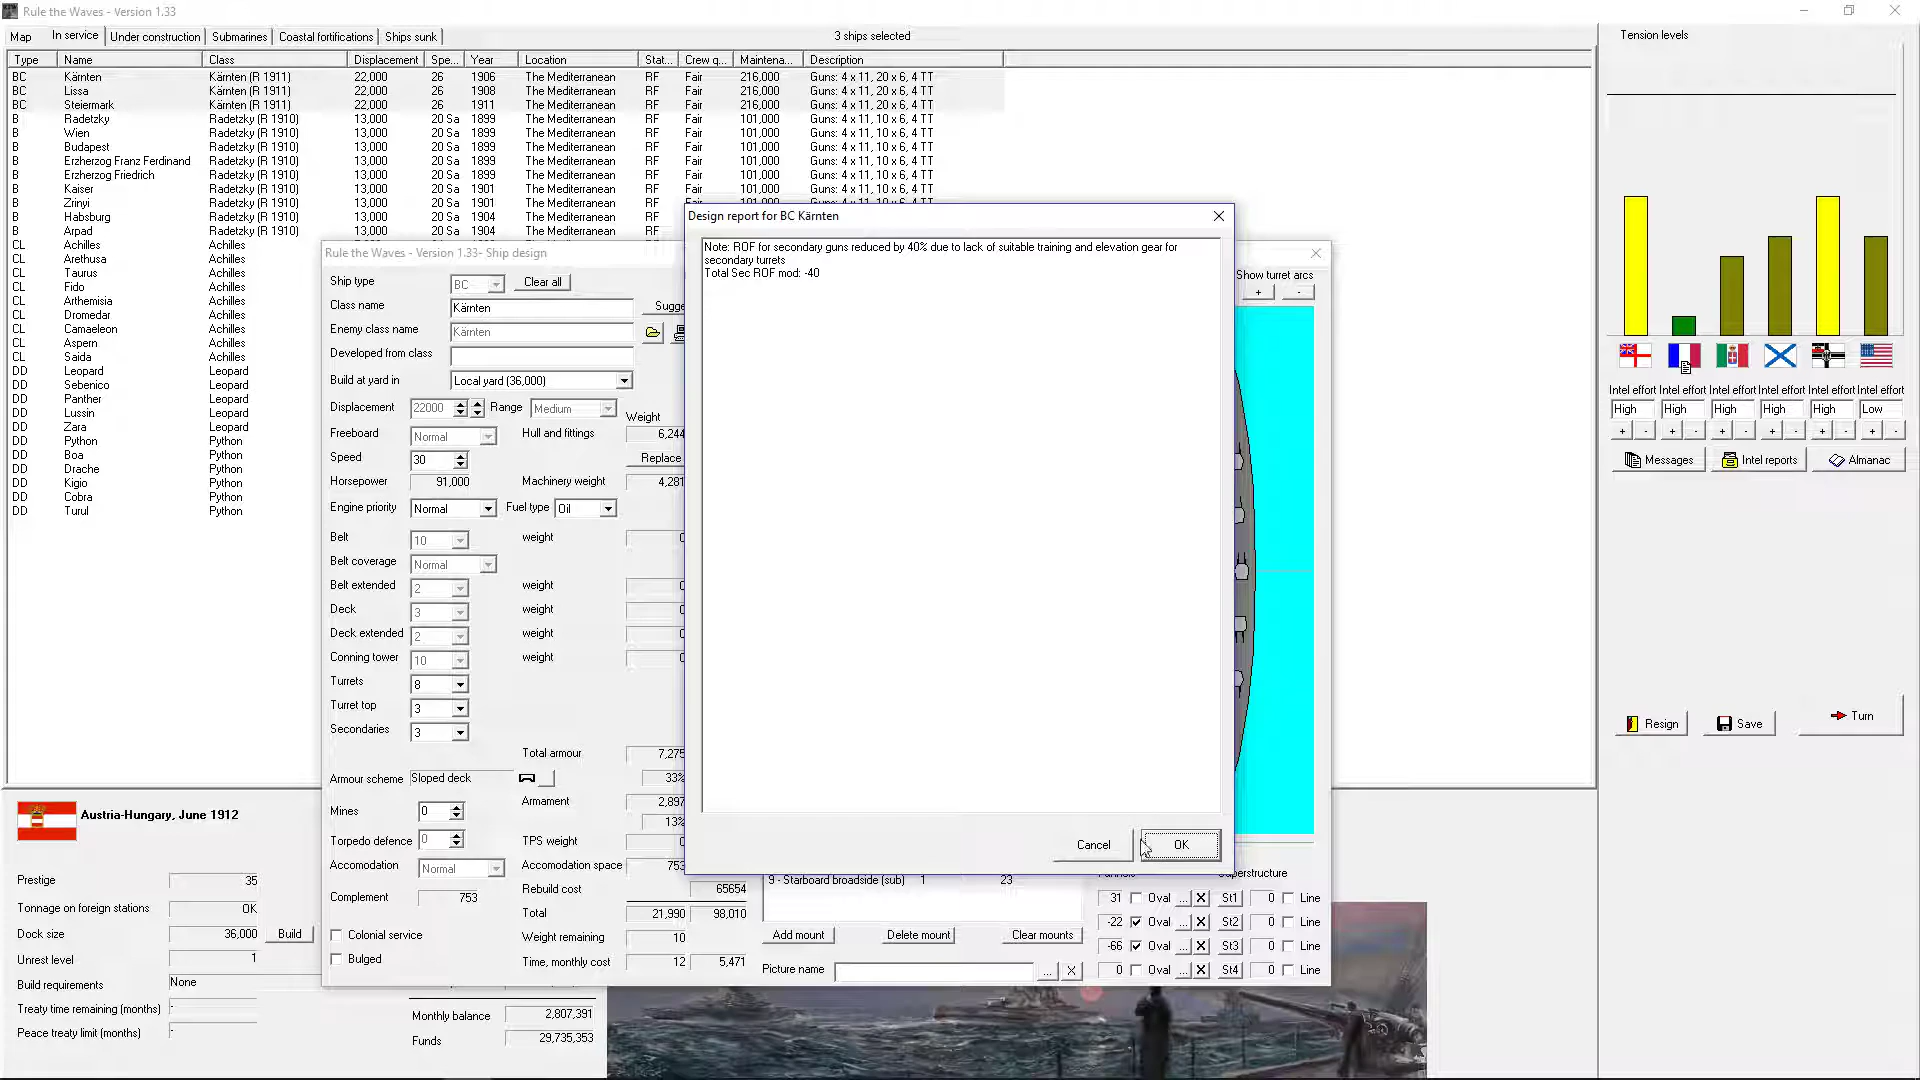 Rule the Waves - Version 1.33
Map In service Under construction Submarines Coastal fortifications Ships sunk 3 ships selected Tension levels
Type Name Class Displacement Spe... Year Location Stat... Crew q... Maintena... Description
BC Kärnten Kärnten (R 1911) 22,000 26 1906 The Mediterranean RF Fair 216,000 Guns: 4 x 11, 20 x 6, 4 TT
BC Lissa Kärnten (R 1911) 22,000 26 1908 The Mediterranean RF Fair 216,000 Guns: 4 x 11, 20 x 6, 4 TT
BC Steiermark Kärnten (R 1911) 22,000 26 1911 The Mediterranean RF Fair 216,000 Guns: 4 x 11, 20 x 6, 4 TT
B Radetzky Radetzky (R 1910) 13,000 20 Sa 1899 The Mediterranean RF Fair 101,000 Guns: 4 x 11, 10 x 6, 4 TT
B Wien Radetzky (R 1910) 13,000 20 Sa 1899 The Mediterranean RF Fair 101,000 Guns: 4 x 11, 10 x 6, 4 TT
B Budapest Radetzky (R 1910) 13,000 20 Sa 1899 The Mediterranean RF Fair 101,000 Guns: 4 x 11, 10 x 6, 4 TT
B Erzherzog Franz Ferdinand Radetzky (R 1910) 13,000 20 Sa 1899 The Mediterranean RF Fair 101,000 Guns: 4 x 11, 10 x 6, 4 TT
B Erzherzog Friedrich Radetzky (R 1910) 13,000 20 Sa 1899 The Mediterranean RF Fair 101,000 Guns: 4 x 11, 10 x 6, 4 TT
B Kaiser Radetzky (R 1910) 13,000 20 Sa 1901 The Mediterranean RF Fair 101,000 Guns: 4 x 11, 10 x 6, 4 TT
B Zrinyi Radetzky (R 1910) 13,000 20 Sa 1901 The Mediterranean RF
B Habsburg Radetzky (R 1910) 13,000 20 Sa 1904 The Mediterranean RF
B Arpad Radetzky (R 1910) 13,000 20 Sa 1904 The Mediterranean RF
CL Achilles Achilles
CL Arethusa Achilles
CL Taurus Achilles
CL Fido Achilles
CL Arthemisia Achilles
CL Dromedar Achilles
CL Camaeleon Achilles
CL Aspern Achilles
CL Saida Achilles
DD Leopard Leopard
DD Sebenico Leopard
DD Panther Leopard
DD Lussin Leopard
DD Zara Leopard
DD Python Python
DD Boa Python
DD Drache Python
DD Kigio Python
DD Cobra Python
DD Turul Python
Rule the Waves - Version 1.33- Ship design
Ship type BC Clear all
Class name Kärnten Sugge
Enemy class name Kärnten
Developed from class
Build at yard in Local yard (36,000)
Displacement 22000 Range Medium Weight
Freeboard Normal Hull and fittings 6,244
Speed 30 Replace
Horsepower 91,000 Machinery weight 4,281
Engine priority Normal Fuel type Oil
Belt 10 weight 0
Belt coverage Normal
Belt extended 2 weight 0
Deck 3 weight 0
Deck extended 2 weight 0
Conning tower 10 weight 0
Turrets 8
Turret top 3
Secondaries 3
Total armour 7,275
Armour scheme Sloped deck 33%
Armament 2,897
Mines 0 13%
Torpedo defence 0 TPS weight 0
Accomodation Normal Accomodation space 753
Rebuild cost 65654
Complement 753
Total 21,990 98,010
Colonial service Weight remaining 10
Bulged Time, monthly cost 12 5,471
Design report for BC Kärnten
Note: ROF for secondary guns reduced by 40% due to lack of suitable training and elevation gear for
secondary turrets
Total Sec ROF mod: -40
Cancel OK
Show turret arcs
+ -
9 - Starboard broadside (sub) 1 23
Add mount Delete mount Clear mounts
Picture name ... X
uperstructure
31 Oval ... X St1 0 Line
-22 Oval ... X St2 0 Line
-66 Oval ... X St3 0 Line
0 Oval ... X St4 0 Line
Intel effort Intel effort Intel effort Intel effort Intel effort Intel effort
High High High High High Low
+ - + - + - + - + - + -
Messages Intel reports Almanac
Resign Save Turn
Austria-Hungary, June 1912
Prestige 35
Tonnage on foreign stations OK
Dock size 36,000 Build
Unrest level 1
Build requirements None
Treaty time remaining (months) -
Peace treaty limit (months) -
Monthly balance 2,807,391
Funds 29,735,353